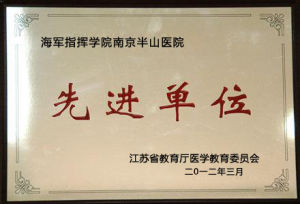 海军指挥学院南京半山医院
先进单位
江苏省教育厅医学教育委员会
二〇一二年三月